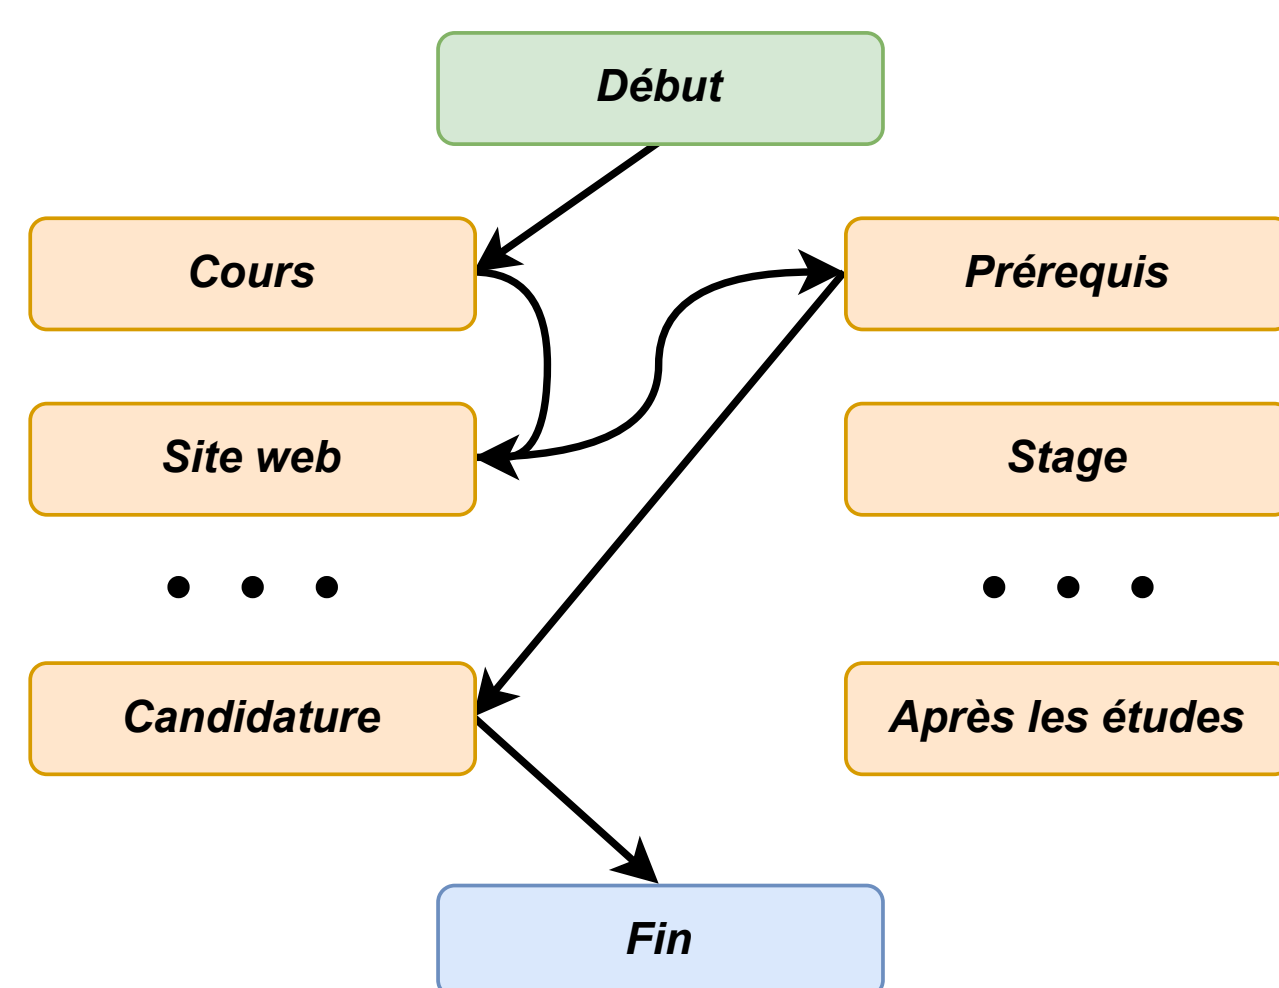 Début
Cours
Prérequis
Site web
Stage
• • •
• • •
Candidature
Après les études
Fin